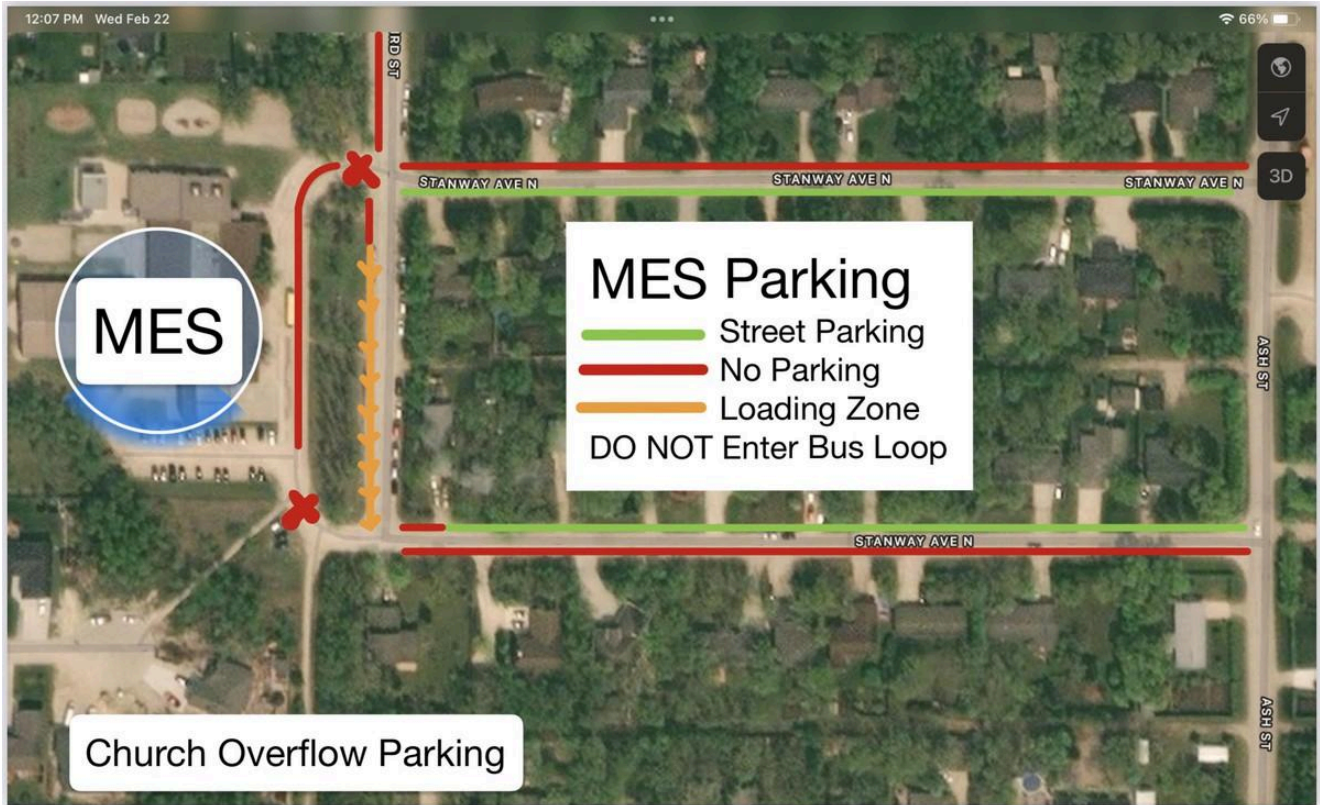 12:07 PM Wed Feb 22
66%
RD ST
STANWAY AVE N
STANWAY AVE N
STANWAY AVE N
3D
MES
MES Parking
Street Parking
No Parking
Loading Zone
DO NOT Enter Bus Loop
ASH ST
STANWAY AVE N
ASH ST
Church Overflow Parking